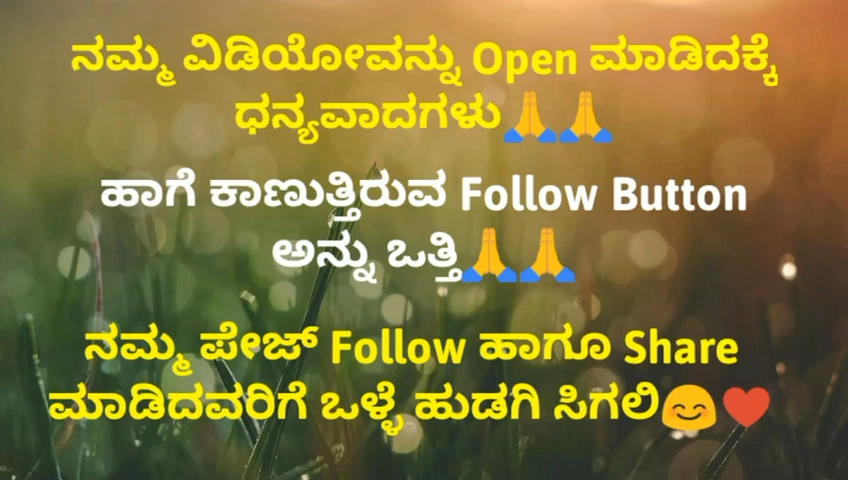 ನಮ್ಮ ವಿಡಿಯೋವನ್ನು Open ಮಾಡಿದಕ್ಕೆ
ಧನ್ಯವಾದಗಳು🙏🙏
ಹಾಗೆ ಕಾಣುತ್ತಿರುವ Follow Button
ಅನ್ನು ಒತ್ತಿ🙏🙏
ನಮ್ಮ ಪೇಜ್ Follow ಹಾಗೂ Share
ಮಾಡಿದವರಿಗೆ ಒಳ್ಳೆ ಹುಡಗಿ ಸಿಗಲಿ😊❤️